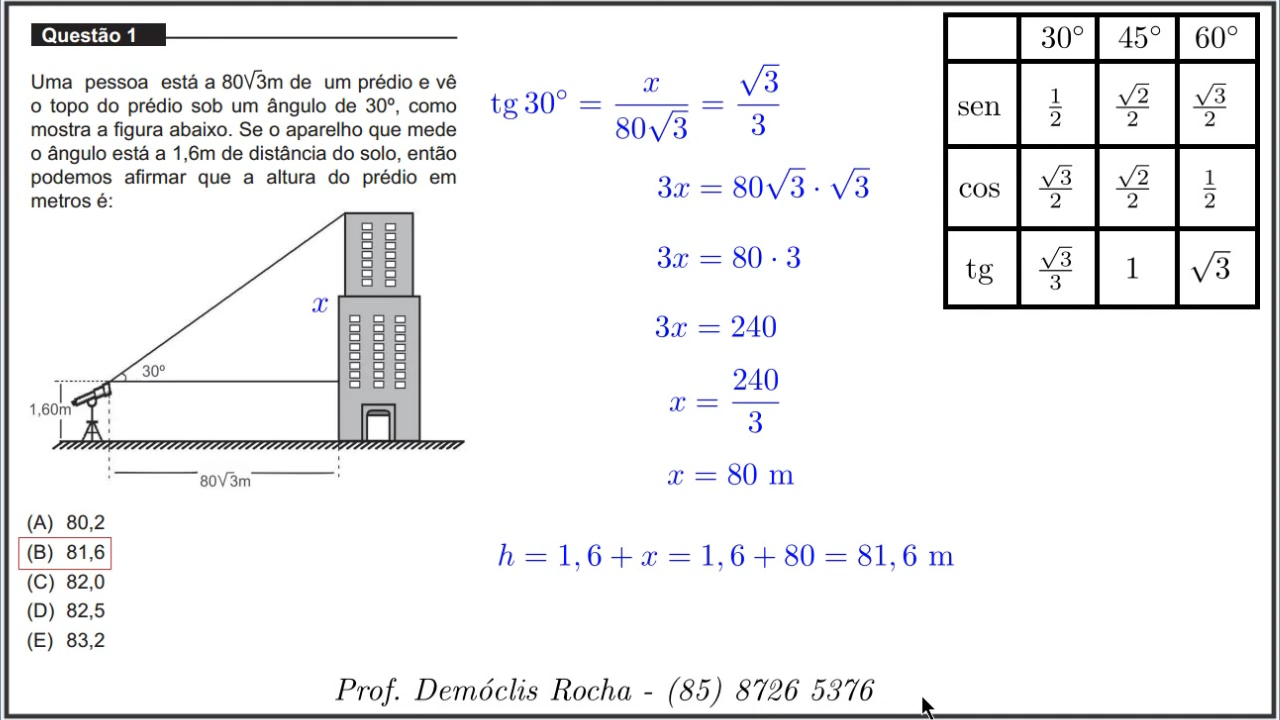 Questão 1
Uma pessoa está a 80√3m de um prédio e vê
o topo do prédio sob um ângulo de 30º, como
mostra a figura abaixo. Se o aparelho que mede
o ângulo está a 1,6m de distância do solo, então
podemos afirmar que a altura do prédio em
metros é:
x
30º
1,60m
80√3m
(A) 80,2
(B) 81,6
(C) 82,0
(D) 82,5
(E) 83,2
tg 30° = x/(80√3) = √3/3
3x = 80√3 · √3
3x = 80 · 3
3x = 240
x = 240/3
x = 80 m
h = 1,6 + x = 1,6 + 80 = 81,6 m
30° 45° 60°
sen 1/2 √2/2 √3/2
cos √3/2 √2/2 1/2
tg √3/3 1 √3
Prof. Demóclis Rocha - (85) 8726 5376